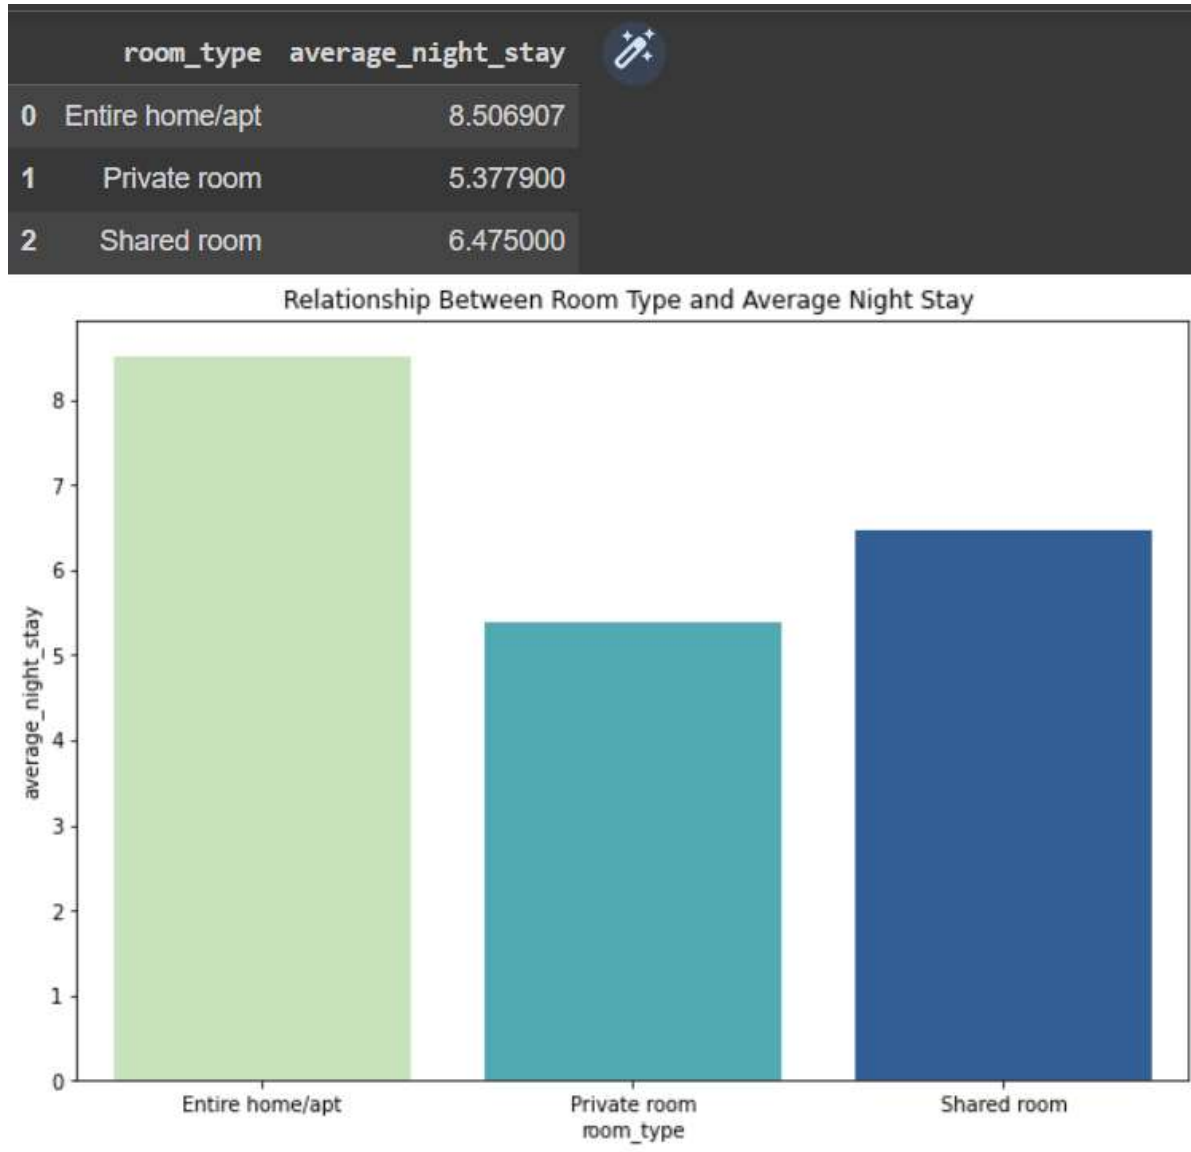 room_type average_night_stay
0 Entire home/apt 8.506907
1 Private room 5.377900
2 Shared room 6.475000
Relationship Between Room Type and Average Night Stay
8
7
6
5
4
3
2
1
0
average_night_stay
Entire home/apt Private room Shared room
room_type